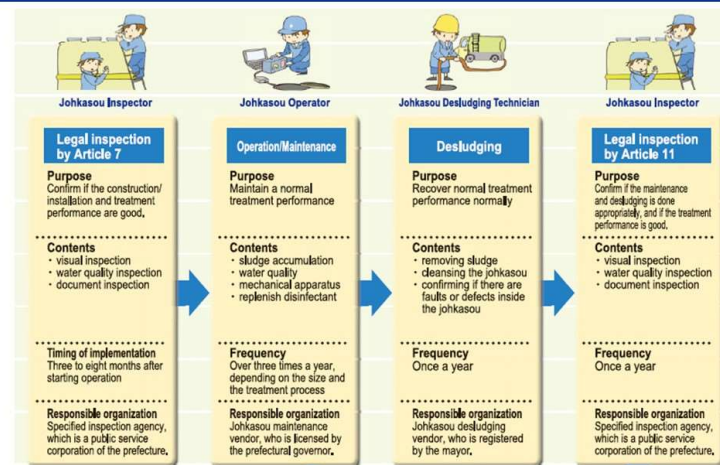 Johkasou Inspector
Johkasou Operator
Johkasou Desludging Technician
Johkasou Inspector
Legal inspection
by Article 7
Purpose
Confirm if the construction/
installation and treatment
performance are good.
Contents
・visual inspection
・water quality inspection
・document inspection
Timing of implementation
Three to eight months after
starting operation
Responsible organization
Specified inspection agency,
which is a public service
corporation of the prefecture.
Operation/Maintenance
Purpose
Maintain a normal
treatment performance
Contents
・sludge accumulation
・water quality
・mechanical apparatus
・replenish disinfectant
Frequency
Over three times a year,
depending on the size and
the treatment process
Responsible organization
Johkasou maintenance
vendor, who is licensed by
the prefectural governor.
Desludging
Purpose
Recover normal treatment
performance normally
Contents
・removing sludge
・cleansing the johkasou
・confirming if there are
faults or defects inside
the johkasou
Frequency
Once a year
Responsible organization
Johkasou desludging
vendor, who is registered
by the mayor.
Legal inspection
by Article 11
Purpose
Confirm if the maintenance
and desludging is done
appropriately, and if the treatment
performance is good.
Contents
・visual inspection
・water quality inspection
・document inspection
Frequency
Once a year
Responsible organization
Specified inspection agency,
which is a public service
corporation of the prefecture.